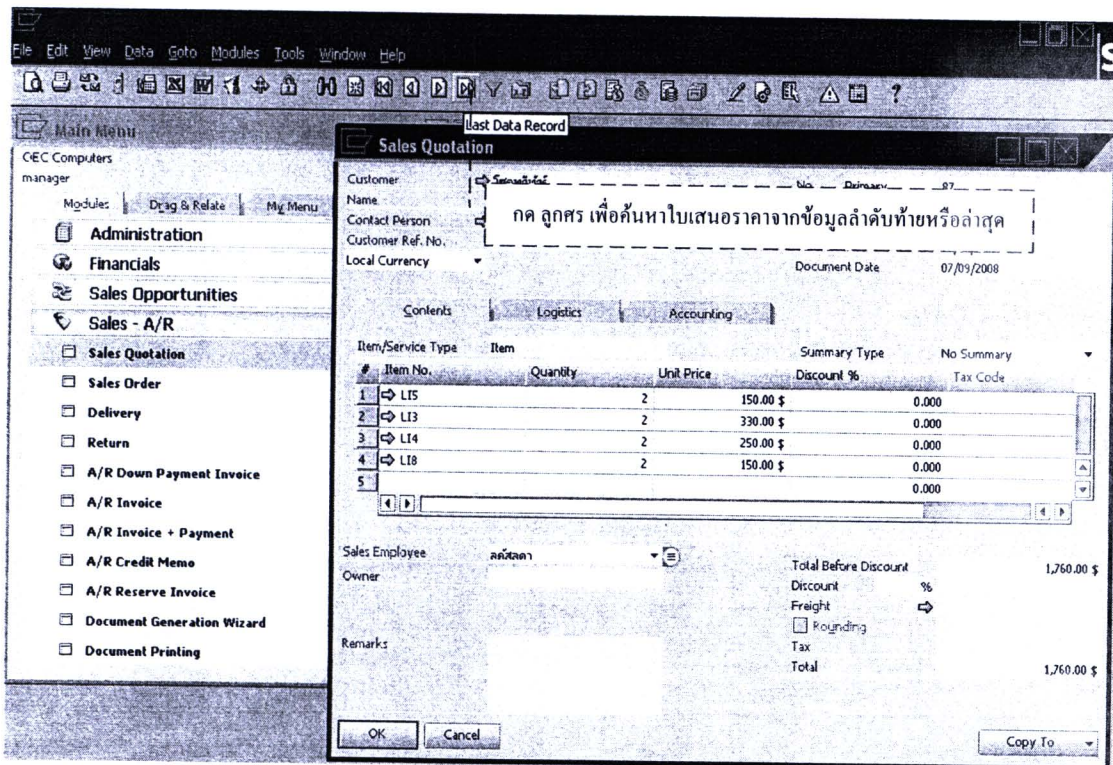 File Edit View Data Goto Modules Tools Window Help
Last Data Record
Main Menu
OEC Computers
manager
Modules Drag & Relate My Menu
Administration
Financials
Sales Opportunities
Sales - A/R
Sales Quotation
Sales Order
Delivery
Return
A/R Down Payment Invoice
A/R Invoice
A/R Invoice + Payment
A/R Credit Memo
A/R Reserve Invoice
Document Generation Wizard
Document Printing
Sales Quotation
Customer No. Primary 87
Name
Contact Person
Customer Ref. No.
Local Currency
กด ลูกศร เพื่อค้นหาใบเสนอราคาจากข้อมูลลำดับท้ายหรือล่าสุด
Document Date 07/09/2008
Contents Logistics Accounting
Item/Service Type Item Summary Type No Summary
# Item No. Quantity Unit Price Discount % Tax Code
1 LI5 2 150.00 $ 0.000
2 LI3 2 330.00 $ 0.000
3 LI4 2 250.00 $ 0.000
4 LI8 2 150.00 $ 0.000
5 0.000
Sales Employee ลดัสดา
Owner
Remarks
Total Before Discount 1,760.00 $
Discount %
Freight
Rounding
Tax
Total 1,760.00 $
OK Cancel
Copy To